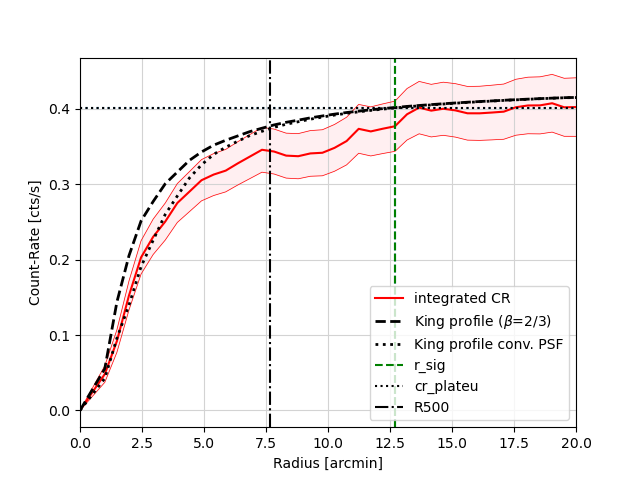 0.4
0.3
0.2
0.1
0.0
Count-Rate [cts/s]
integrated CR
King profile (β=2/3)
King profile conv. PSF
r_sig
cr_plateu
R500
0.0 2.5 5.0 7.5 10.0 12.5 15.0 17.5 20.0
Radius [arcmin]